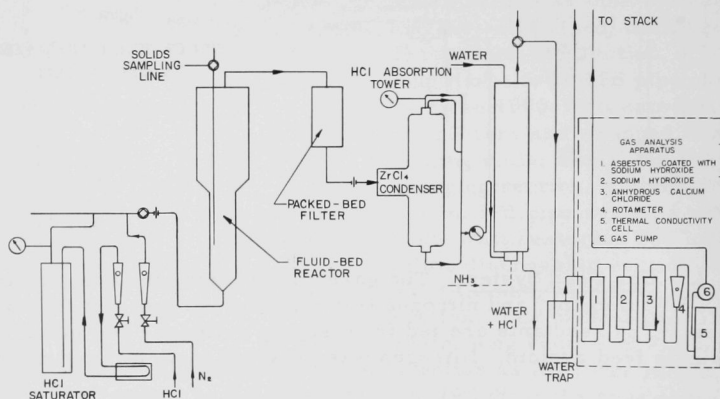 TO STACK
SOLIDS
SAMPLING
LINE
WATER
HCl ABSORPTION
TOWER
GAS ANALYSIS
APPARATUS
1. ASBESTOS COATED WITH
SODIUM HYDROXIDE
2. SODIUM HYDROXIDE
3. ANHYDROUS CALCIUM
CHLORIDE
4. ROTAMETER
5. THERMAL CONDUCTIVITY
CELL
6. GAS PUMP
ZrCl4
CONDENSER
PACKED-BED
FILTER
FLUID-BED
REACTOR
NH3
1
2
3
4
5
6
WATER
+ HCl
WATER
TRAP
HCl
SATURATOR
HCl
N2